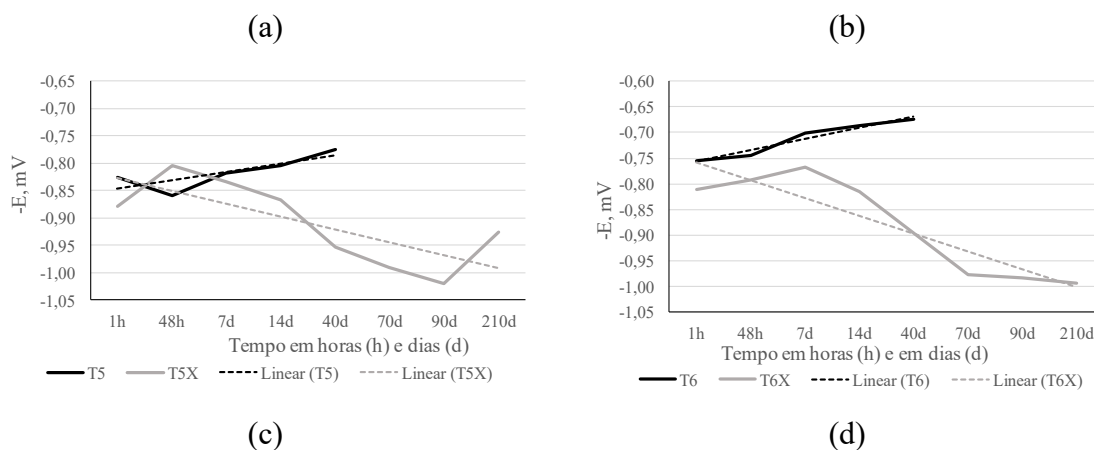 (a)
(b)
-0,65
-0,70
-0,75
-0,80
-0,85
-0,90
-0,95
-1,00
-1,05
-E, mV
1h 48h 7d 14d 40d 70d 90d 210d
Tempo em horas (h) e dias (d)
T5 T5X Linear (T5) Linear (T5X)
-0,60
-0,65
-0,70
-0,75
-0,80
-0,85
-0,90
-0,95
-1,00
-1,05
-E, mV
1h 48h 7d 14d 40d 70d 90d 210d
Tempo em horas (h) e em dias (d)
T6 T6X Linear (T6) Linear (T6X)
(c)
(d)